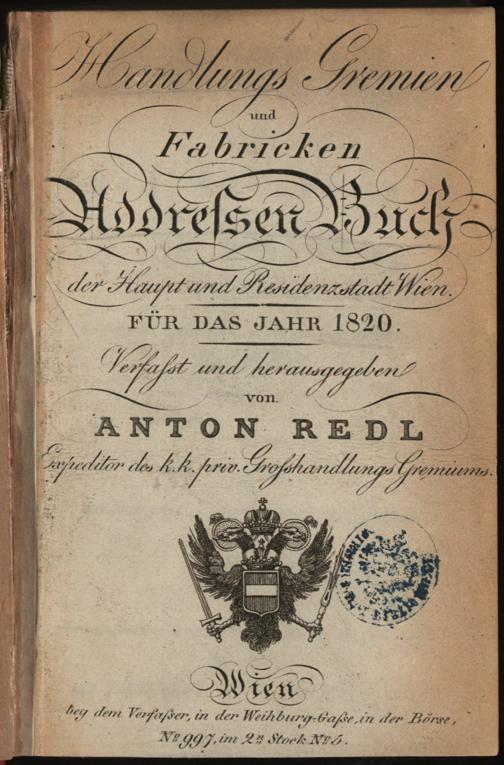 Handlungs Gremien
und
Fabricken
Addreſsen Buch
der Haupt und Residenzstadt Wien.
FÜR DAS JAHR 1820.
Verfaſst und herausgegeben
von
ANTON REDL
Expeditor des k.k. priv. Groſshandlungs Gremiums.
Wien
bey dem Verfaſser, in der Weihburg-Gaſse, in der Börse,
Nº 997, im 2n Stock Nº 5.